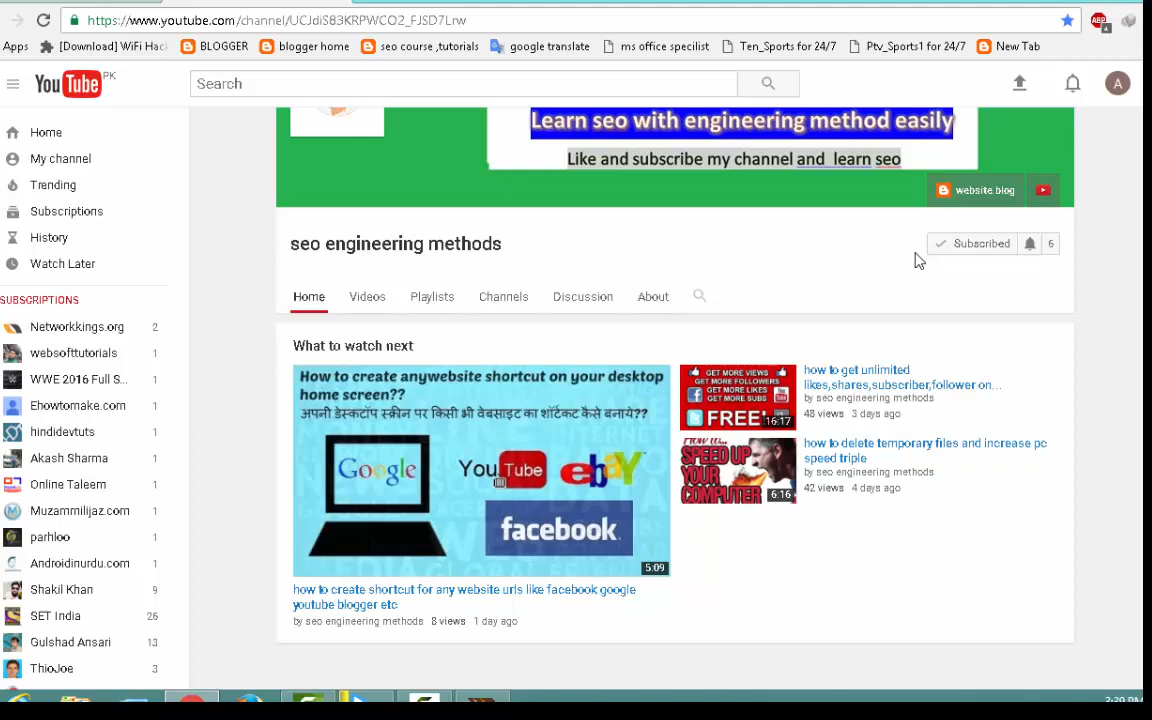 https://www.youtube.com/channel/UCJdiS83KRPWCO2_FJSD7Lrw
ABP
Apps
[Download] WiFi Hac
BLOGGER
blogger home
seo course ,tutorials
google translate
ms office specilist
Ten_Sports for 24/7
Ptv_Sports1 for 24/7
New Tab
YouTube PK
Search
A
Learn seo with engineering method easily
Like and subscribe my channel and learn seo
website blog
Home
My channel
Trending
Subscriptions
History
Watch Later
SUBSCRIPTIONS
Networkkings.org 2
websofttutorials 1
WWE 2016 Full S... 1
Ehowtomake.com 1
hindidevtuts 1
Akash Sharma 1
Online Taleem 1
Muzammilijaz.com 1
parhloo 1
Androidinurdu.com 1
Shakil Khan 9
SET India 26
Gulshad Ansari 13
ThioJoe 3
seo engineering methods
Subscribed 6
Home Videos Playlists Channels Discussion About
What to watch next
How to create anywebsite shortcut on your desktop
home screen??
अपनी डेस्कटॉप स्क्रीन पर किसी भी वेबसाइट का शॉर्टकट कैसे बनाये??
Google
YouTube
ebay
facebook
5:09
how to create shortcut for any website urls like facebook google
youtube blogger etc
by seo engineering methods 8 views 1 day ago
GET MORE VIEWS
GET MORE FOLLOWERS
GET MORE LIKES
GET MORE SUBS
FREE!
16:17
how to get unlimited
likes,shares,subscriber,follower on...
by seo engineering methods
48 views 3 days ago
HOW TO...
SPEED UP
YOUR
COMPUTER
6:16
how to delete temporary files and increase pc
speed triple
by seo engineering methods
42 views 4 days ago